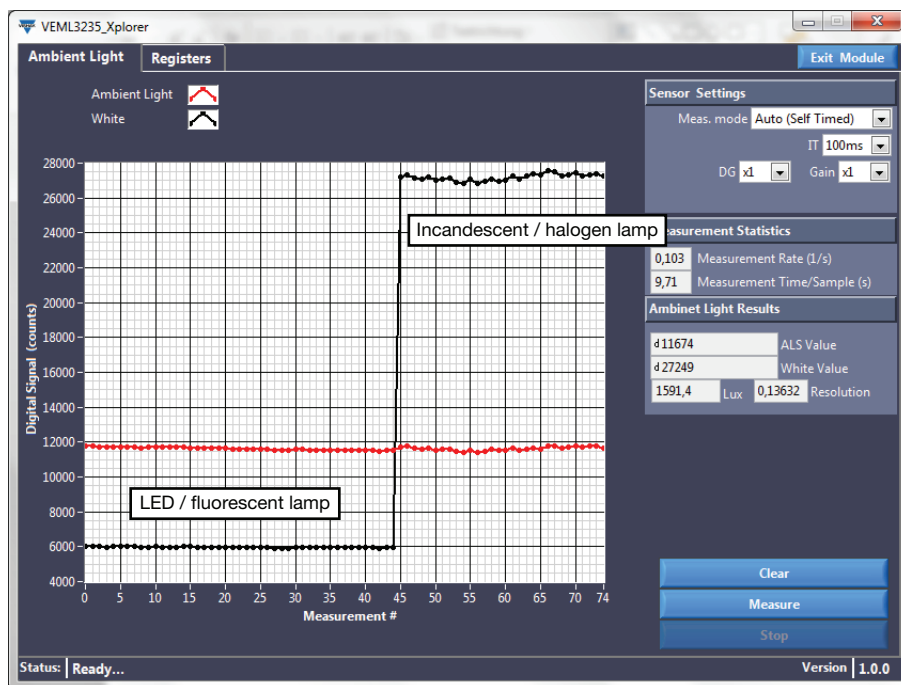 VEML3235_Xplorer
Ambient Light
Registers
Exit Module
Ambient Light
White
Sensor Settings
Meas. mode Auto (Self Timed)
IT 100ms
DG x1 Gain x1
28000
26000
24000
22000
20000
18000
16000
14000
12000
10000
8000
6000
4000
Digital Signal (counts)
Incandescent / halogen lamp
LED / fluorescent lamp
0 5 10 15 20 25 30 35 40 45 50 55 60 65 70 74
Measurement #
easurement Statistics
0,103 Measurement Rate (1/s)
9,71 Measurement Time/Sample (s)
Ambinet Light Results
d 11674 ALS Value
d 27249 White Value
1591,4 Lux 0,13632 Resolution
Clear
Measure
Stop
Status: Ready...
Version 1.0.0